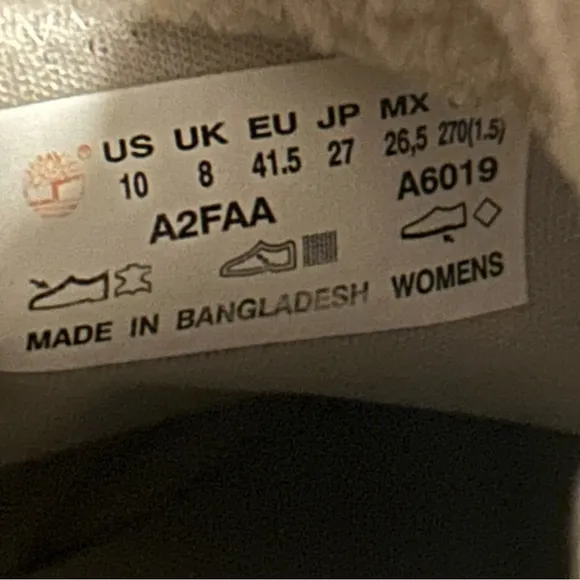 US UK EU JP MX
10 8 41.5 27 26,5 270(1.5)
A2FAA A6019
MADE IN BANGLADESH WOMENS